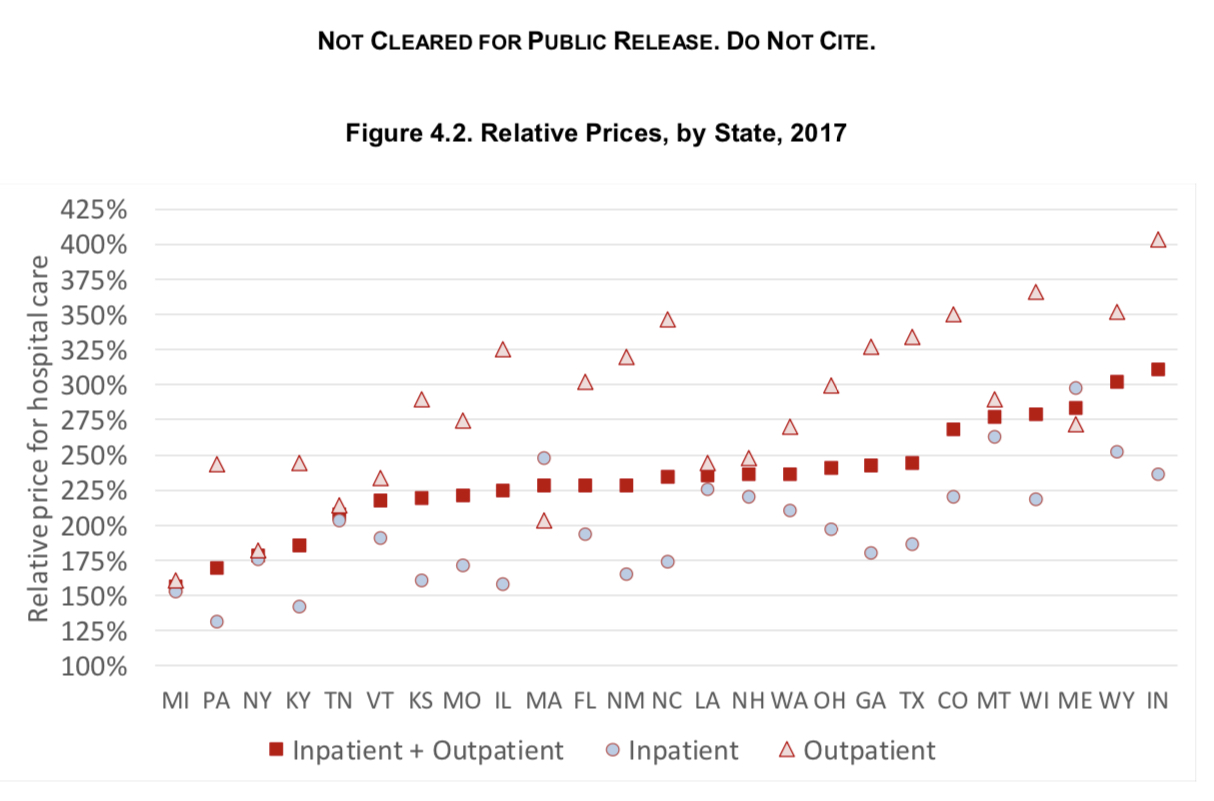 NOT CLEARED FOR PUBLIC RELEASE. DO NOT CITE.
Figure 4.2. Relative Prices, by State, 2017
Relative price for hospital care
425%
400%
375%
350%
325%
300%
275%
250%
225%
200%
175%
150%
125%
100%
MI PA NY KY TN VT KS MO IL MA FL NM NC LA NH WA OH GA TX CO MT WI ME WY IN
Inpatient + Outpatient Inpatient Outpatient